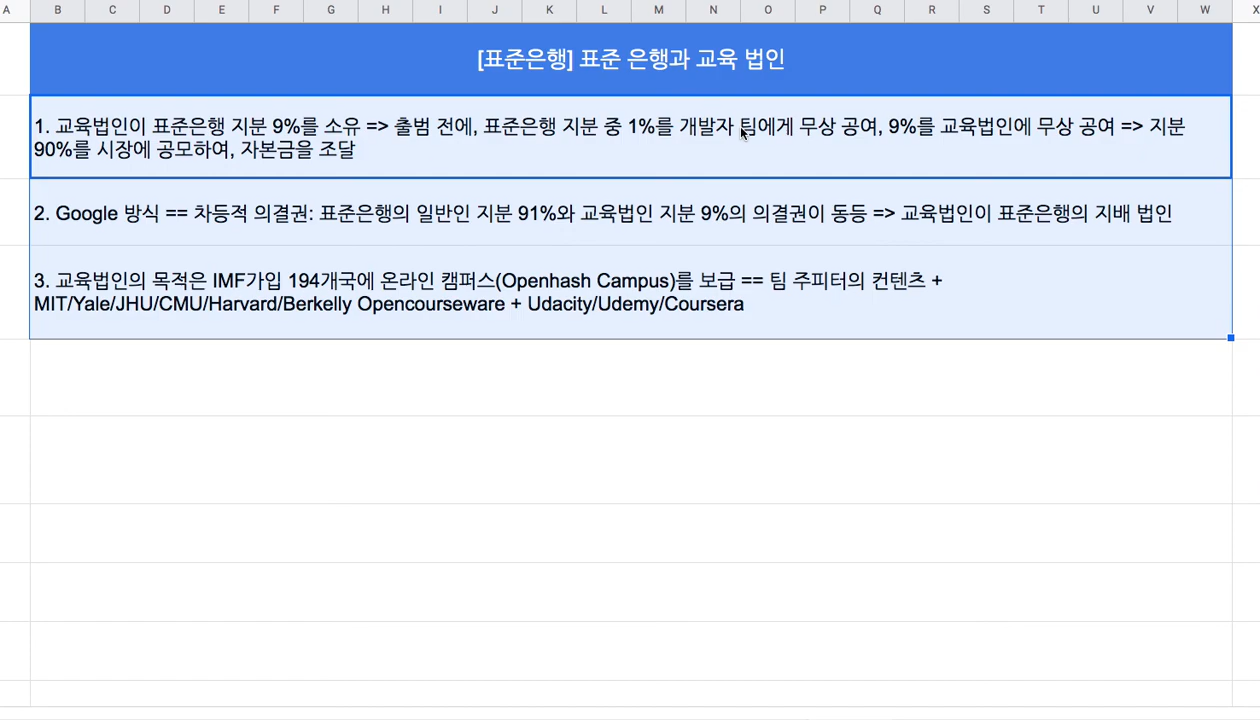 A B C D E F G H I J K L M N O P Q R S T U V W X
[표준은행] 표준 은행과 교육 법인
1. 교육법인이 표준은행 지분 9%를 소유 => 출범 전에, 표준은행 지분 중 1%를 개발자 팀에게 무상 공여, 9%를 교육법인에 무상 공여 => 지분
90%를 시장에 공모하여, 자본금을 조달
2. Google 방식 == 차등적 의결권: 표준은행의 일반인 지분 91%와 교육법인 지분 9%의 의결권이 동등 => 교육법인이 표준은행의 지배 법인
3. 교육법인의 목적은 IMF가입 194개국에 온라인 캠퍼스(Openhash Campus)를 보급 == 팀 주피터의 컨텐츠 +
MIT/Yale/JHU/CMU/Harvard/Berkelly Opencourseware + Udacity/Udemy/Coursera